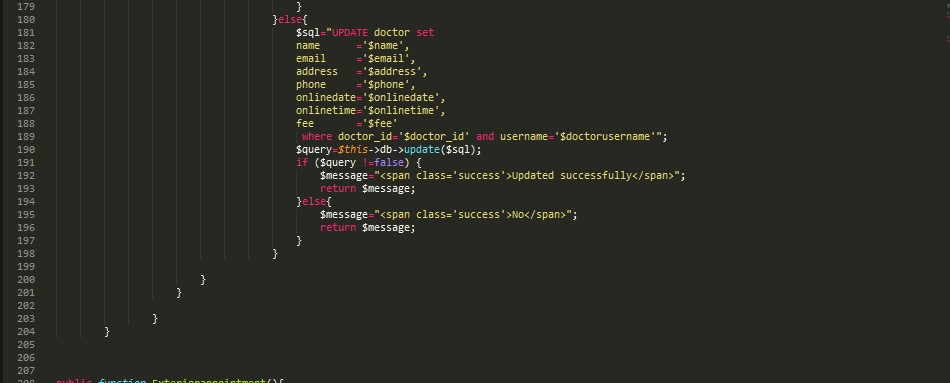 179 }
180 }else{
181 $sql="UPDATE doctor set
182 name ='$name',
183 email ='$email',
184 address ='$address',
185 phone ='$phone',
186 onlinedate='$onlinedate',
187 onlinetime='$onlinetime',
188 fee ='$fee'
189 where doctor_id='$doctor_id' and username='$doctorusername'";
190 $query=$this->db->update($sql);
191 if ($query !=false) {
192 $message="<span class='success'>Updated successfully</span>";
193 return $message;
194 }else{
195 $message="<span class='success'>No</span>";
196 return $message;
197 }
198 }
199
200 }
201 }
202
203 }
204 }
205
206
207
208 public function Exteriorappointment(){